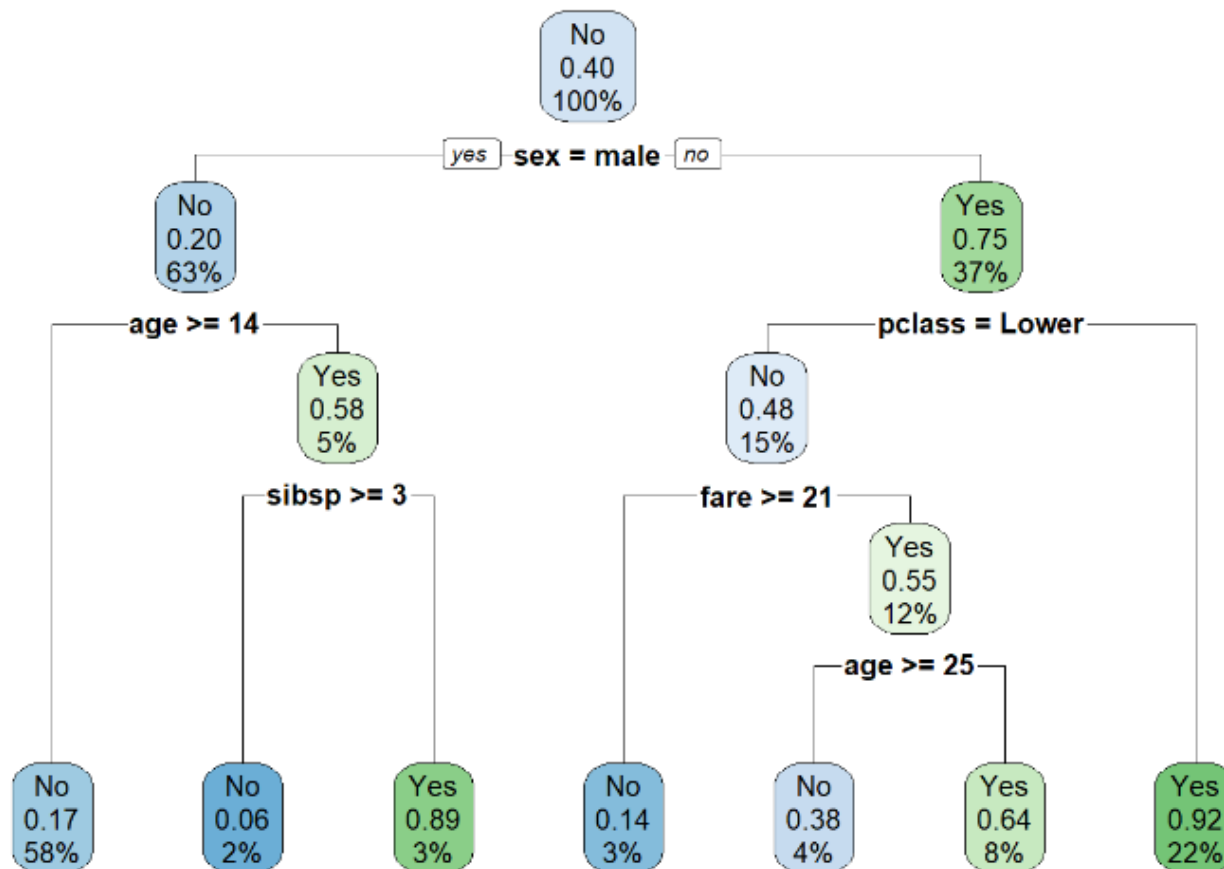 No
0.40
100%
yes sex = male no
No
0.20
63%
Yes
0.75
37%
age >= 14
pclass = Lower
Yes
0.58
5%
No
0.48
15%
sibsp >= 3
fare >= 21
Yes
0.55
12%
age >= 25
No
0.17
58%
No
0.06
2%
Yes
0.89
3%
No
0.14
3%
No
0.38
4%
Yes
0.64
8%
Yes
0.92
22%